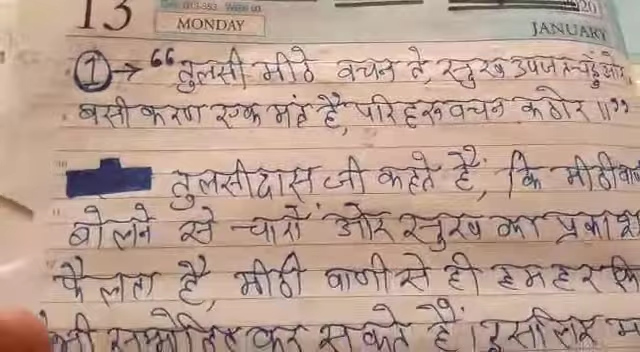 13
MONDAY
JANUARY
① → “तुलसी मीठे वचन ते, सुख उपजत चहुं ओर
बसीकरण एक मंत्र है, परिहरू वचन कठोर ॥”
तुलसीदास जी कहते हैं, कि मीठी
बोलने से चारों ओर सुख का प्रकाश
फैलता है, मीठी वाणी से ही हम हर
सम्मोहित कर सकते हैं। इसलिए